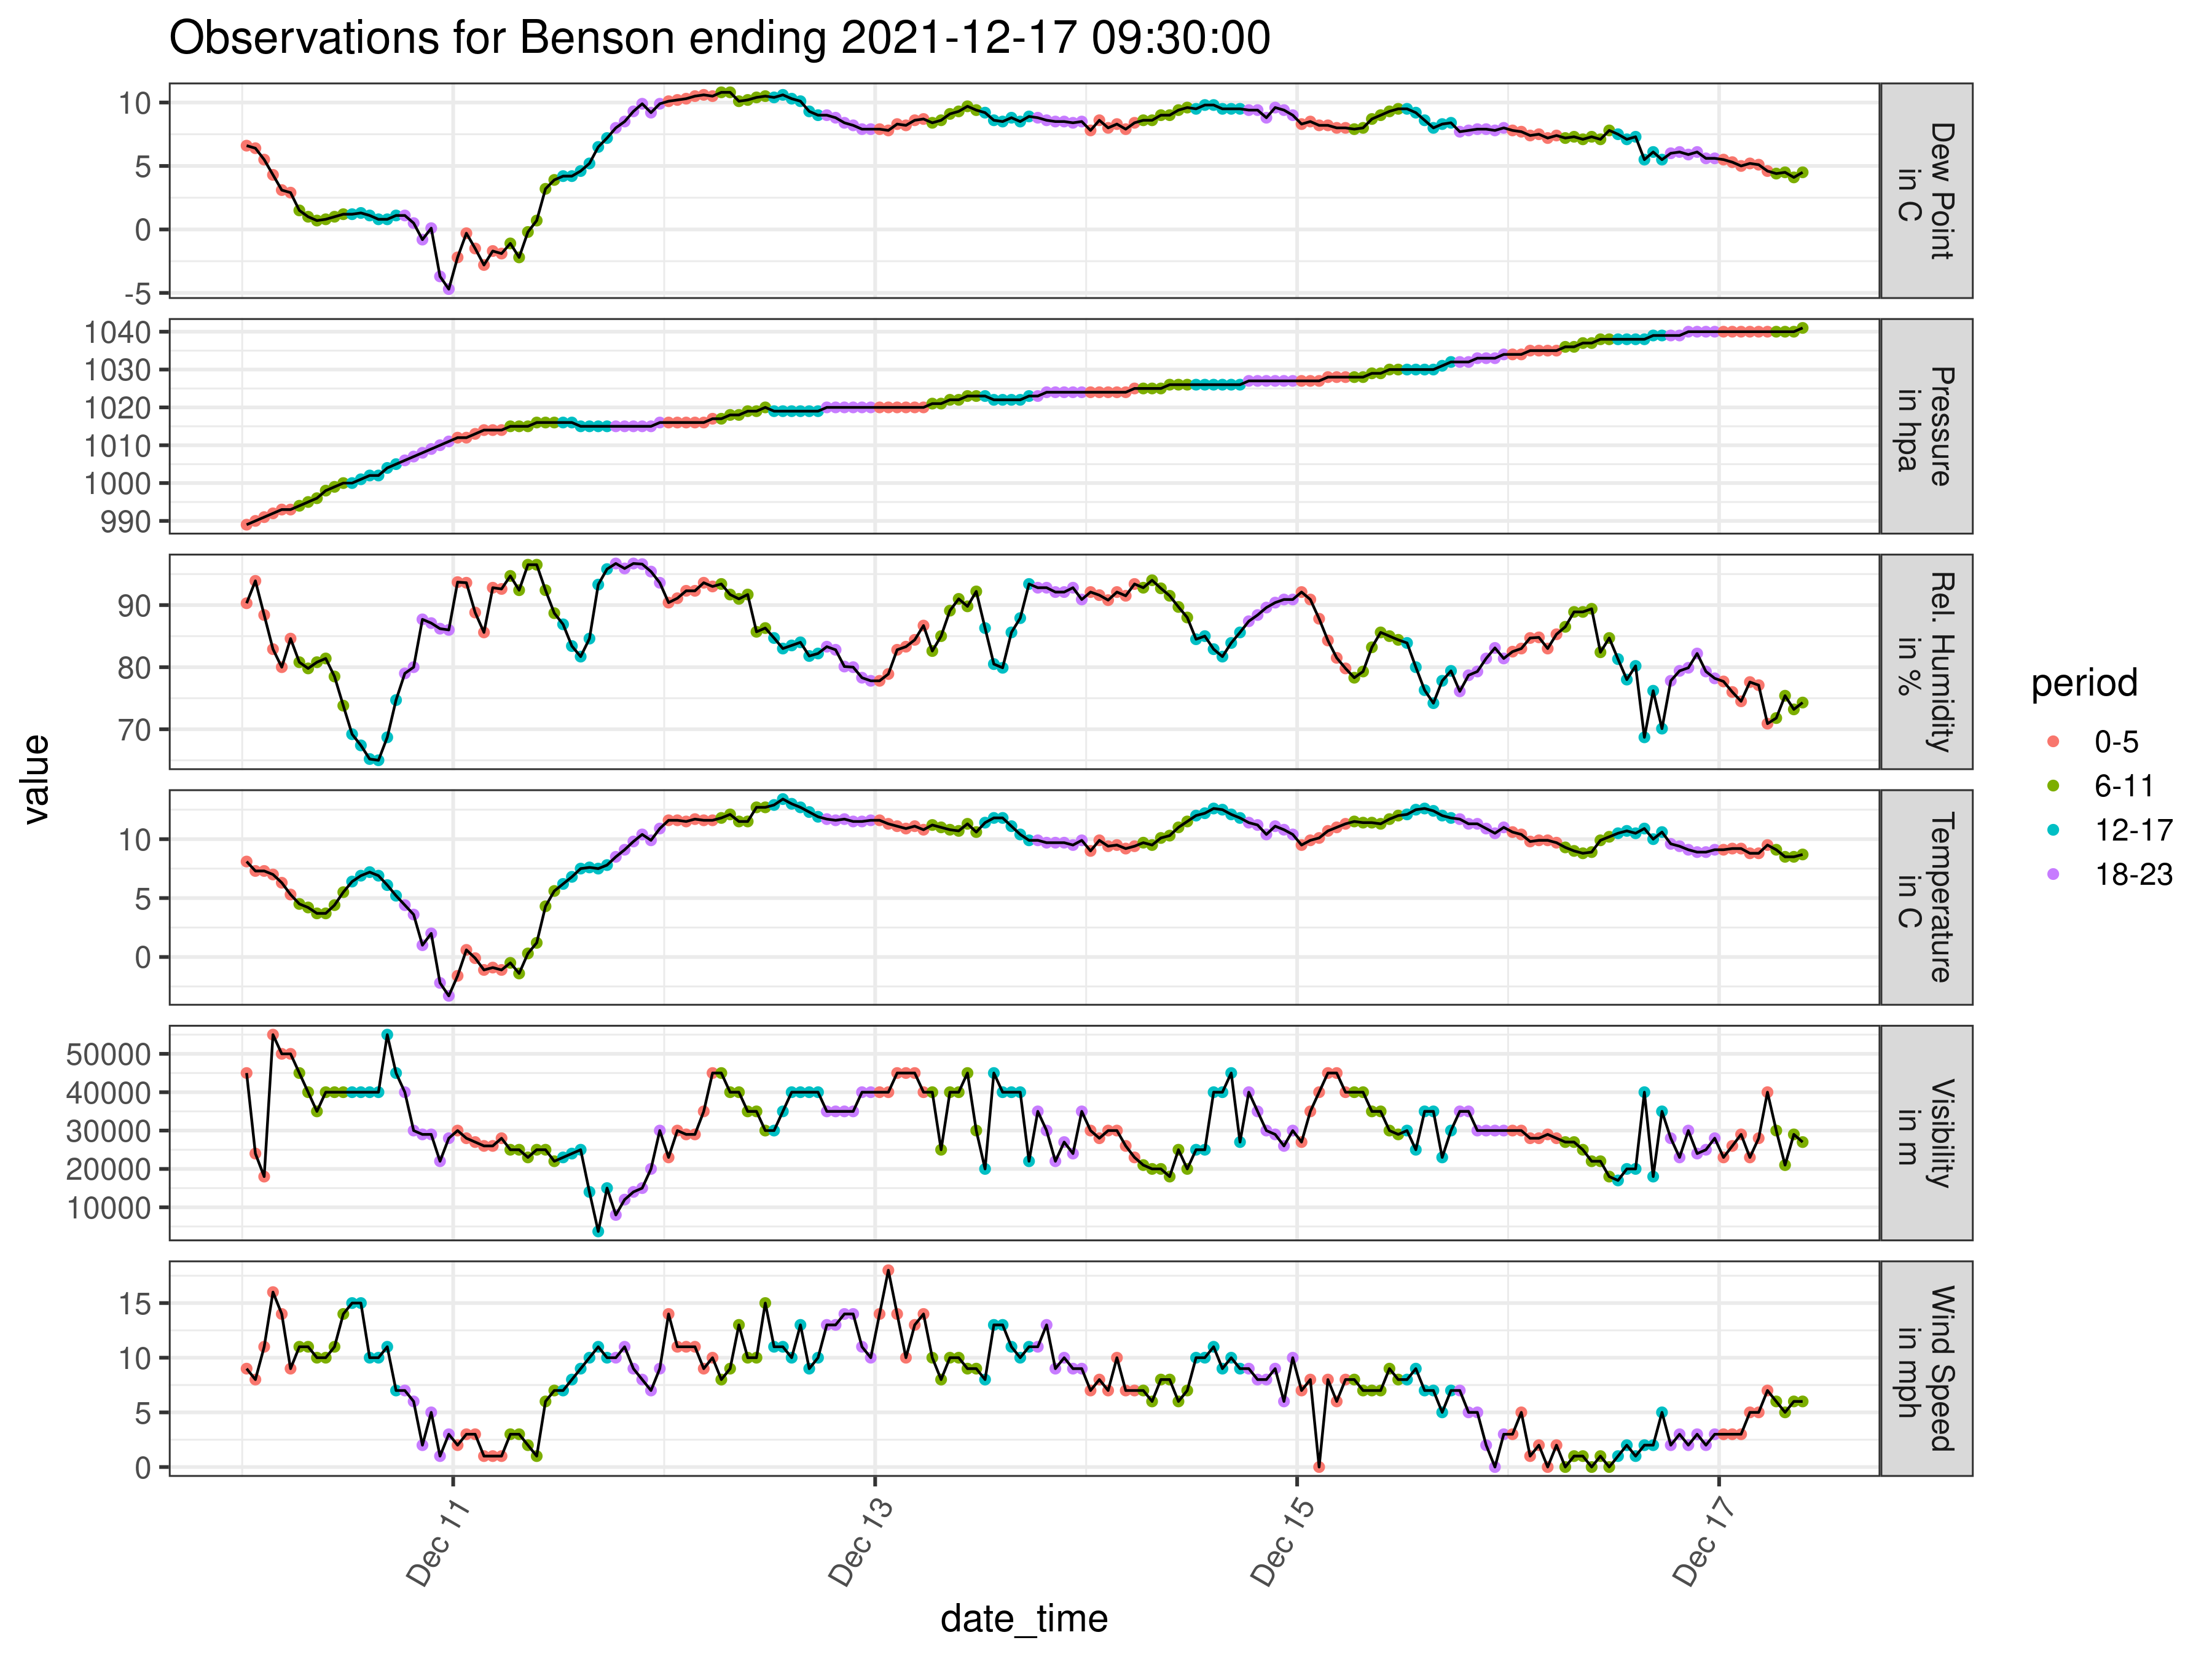 Observations for Benson ending 2021-12-17 09:30:00
10
5
0
-5
Dew Point
in C
1040
1030
1020
1010
1000
990
Pressure
in hpa
90
80
70
Rel. Humidity
in %
10
5
0
Temperature
in C
50000
40000
30000
20000
10000
Visibility
in m
15
10
5
0
Wind Speed
in mph
value
Dec 11
Dec 13
Dec 15
Dec 17
date_time
period
0-5
6-11
12-17
18-23